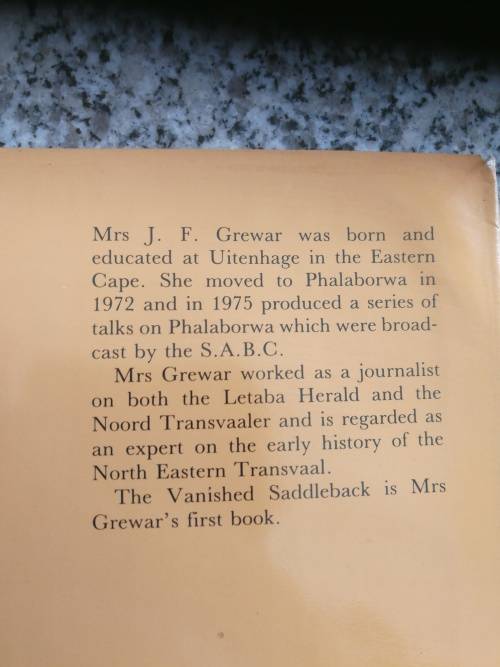 Mrs J. F. Grewar was born and
educated at Uitenhage in the Eastern
Cape. She moved to Phalaborwa in
1972 and in 1975 produced a series of
talks on Phalaborwa which were broad-
cast by the S.A.B.C.
Mrs Grewar worked as a journalist
on both the Letaba Herald and the
Noord Transvaaler and is regarded as
an expert on the early history of the
North Eastern Transvaal.
The Vanished Saddleback is Mrs
Grewar's first book.